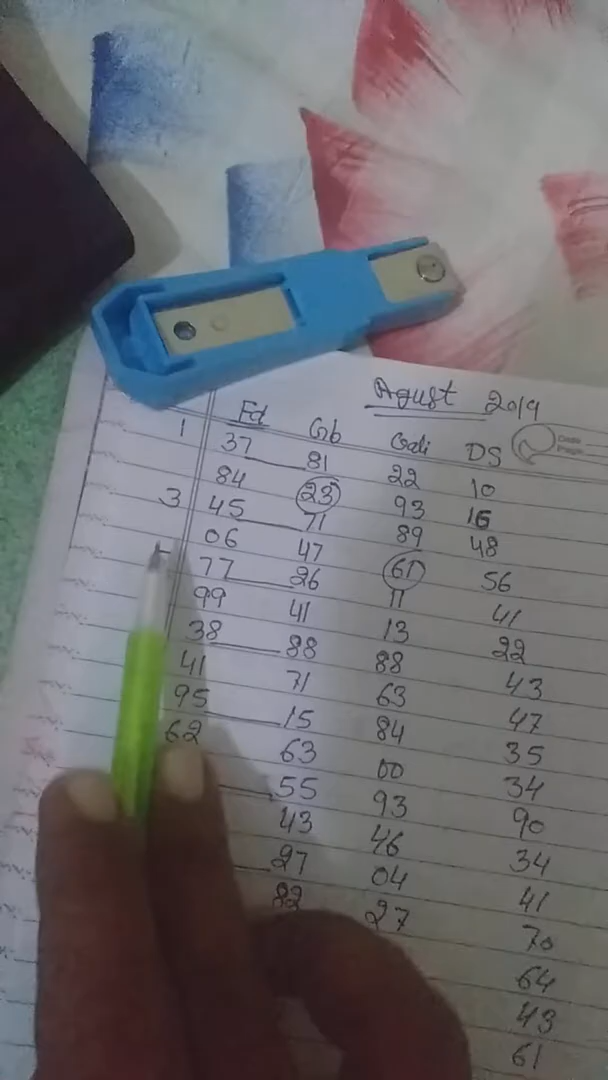 Agust 2019
Fd Gb Gali DS
1 37 81 22 10
84 23 93 16
3 45 71 89 48
06 47 61 56
77 26 11 41
99 41 13 22
38 88 88 43
41 71 63 47
95 15 84 35
62 63 00 34
55 93 90
43 46 34
27 04 41
82 27 70
64
43
61